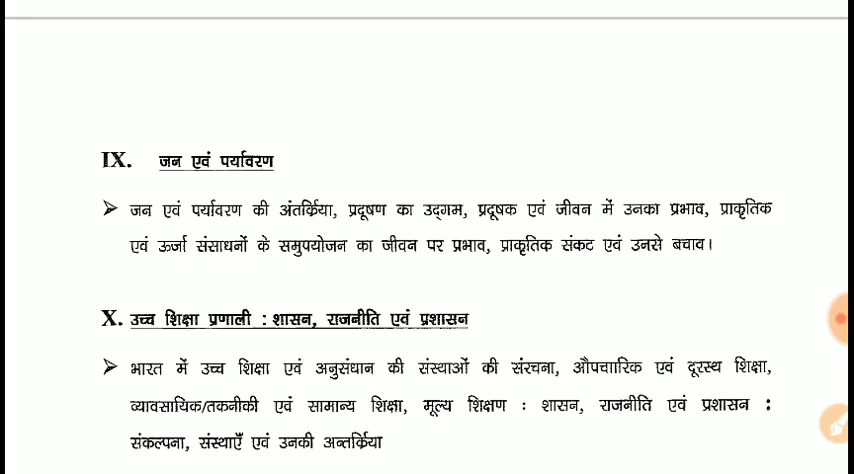 IX. जन एवं पर्यावरण
➢ जन एवं पर्यावरण की अंतर्क्रिया, प्रदूषण का उद्गम, प्रदूषक एवं जीवन में उनका प्रभाव, प्राकृतिक
एवं ऊर्जा संसाधनों के समुपयोजन का जीवन पर प्रभाव, प्राकृतिक संकट एवं उनसे बचाव।
X. उच्च शिक्षा प्रणाली : शासन, राजनीति एवं प्रशासन
➢ भारत में उच्च शिक्षा एवं अनुसंधान की संस्थाओं की संरचना, औपचाारिक एवं दूरस्थ शिक्षा,
व्यावसायिक/तकनीकी एवं सामान्य शिक्षा, मूल्य शिक्षण : शासन, राजनीति एवं प्रशासन :
संकल्पना, संस्थाएँ एवं उनकी अन्तर्क्रिया